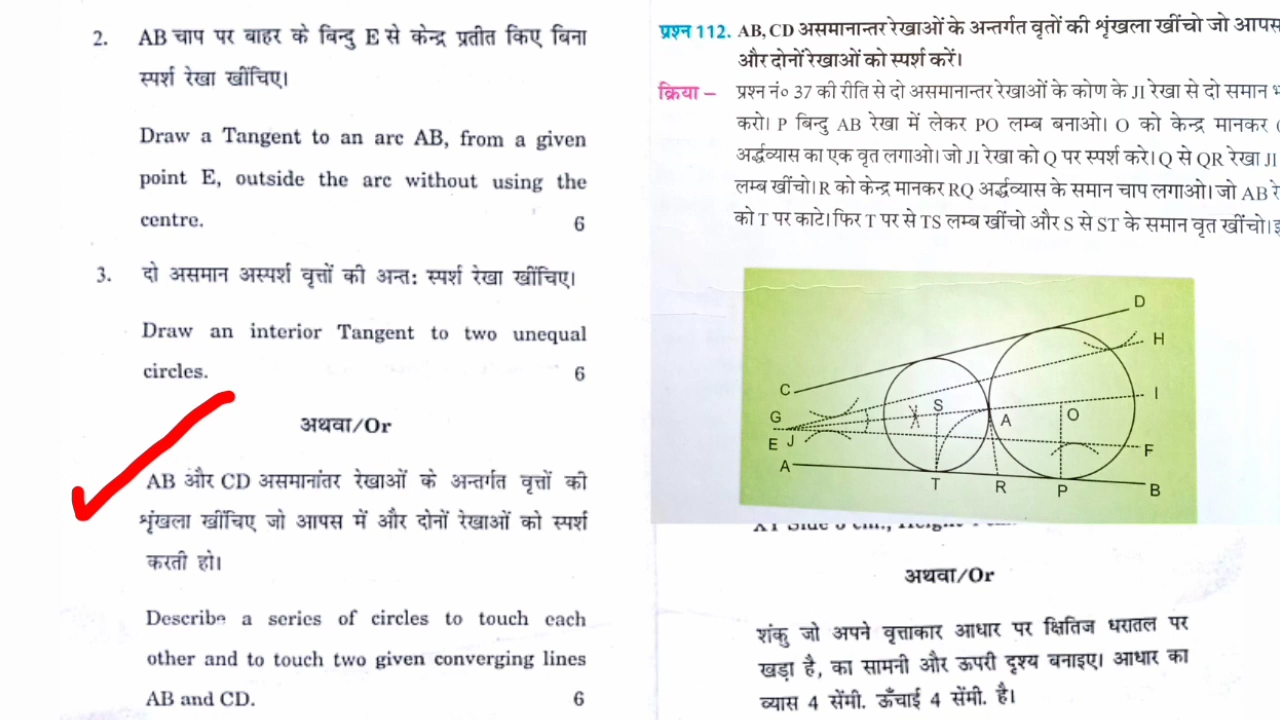 2. AB चाप पर बाहर के बिन्दु E से केन्द्र प्रतीत किए बिना
स्पर्श रेखा खींचिए।
Draw a Tangent to an arc AB, from a given
point E, outside the arc without using the
centre. 6
3. दो असमान अस्पर्श वृत्तों की अन्त: स्पर्श रेखा खींचिए।
Draw an interior Tangent to two unequal
circles. 6
अथवा/Or
AB और CD असमानांतर रेखाओं के अन्तर्गत वृत्तों की
शृंखला खींचिए जो आपस में और दोनों रेखाओं को स्पर्श
करती हो।
Describe a series of circles to touch each
other and to touch two given converging lines
AB and CD. 6
प्रश्न 112. AB, CD असमानान्तर रेखाओं के अन्तर्गत वृतों की शृंखला खींचो जो आपस
और दोनों रेखाओं को स्पर्श करें।
क्रिया – प्रश्न नं० 37 की रीति से दो असमानान्तर रेखाओं के कोण के JI रेखा से दो समान
करो। P बिन्दु AB रेखा में लेकर PO लम्ब बनाओ। O को केन्द्र मानकर
अर्द्धव्यास का एक वृत लगाओ। जो JI रेखा को Q पर स्पर्श करे। Q से QR रेखा JI
लम्ब खींचो। R को केन्द्र मानकर RQ अर्द्धव्यास के समान चाप लगाओ। जो AB रे
को T पर काटे। फिर T पर से TS लम्ब खींचो और S से ST के समान वृत खींचो।
D
H
C
I
S
G
A
O
E J
F
A
T
R
P
B
अथवा/Or
शंकु जो अपने वृत्ताकार आधार पर क्षितिज धरातल पर
खड़ा है, का सामनी और ऊपरी दृश्य बनाइए। आधार का
व्यास 4 सेंमी. ऊँचाई 4 सेंमी. है।